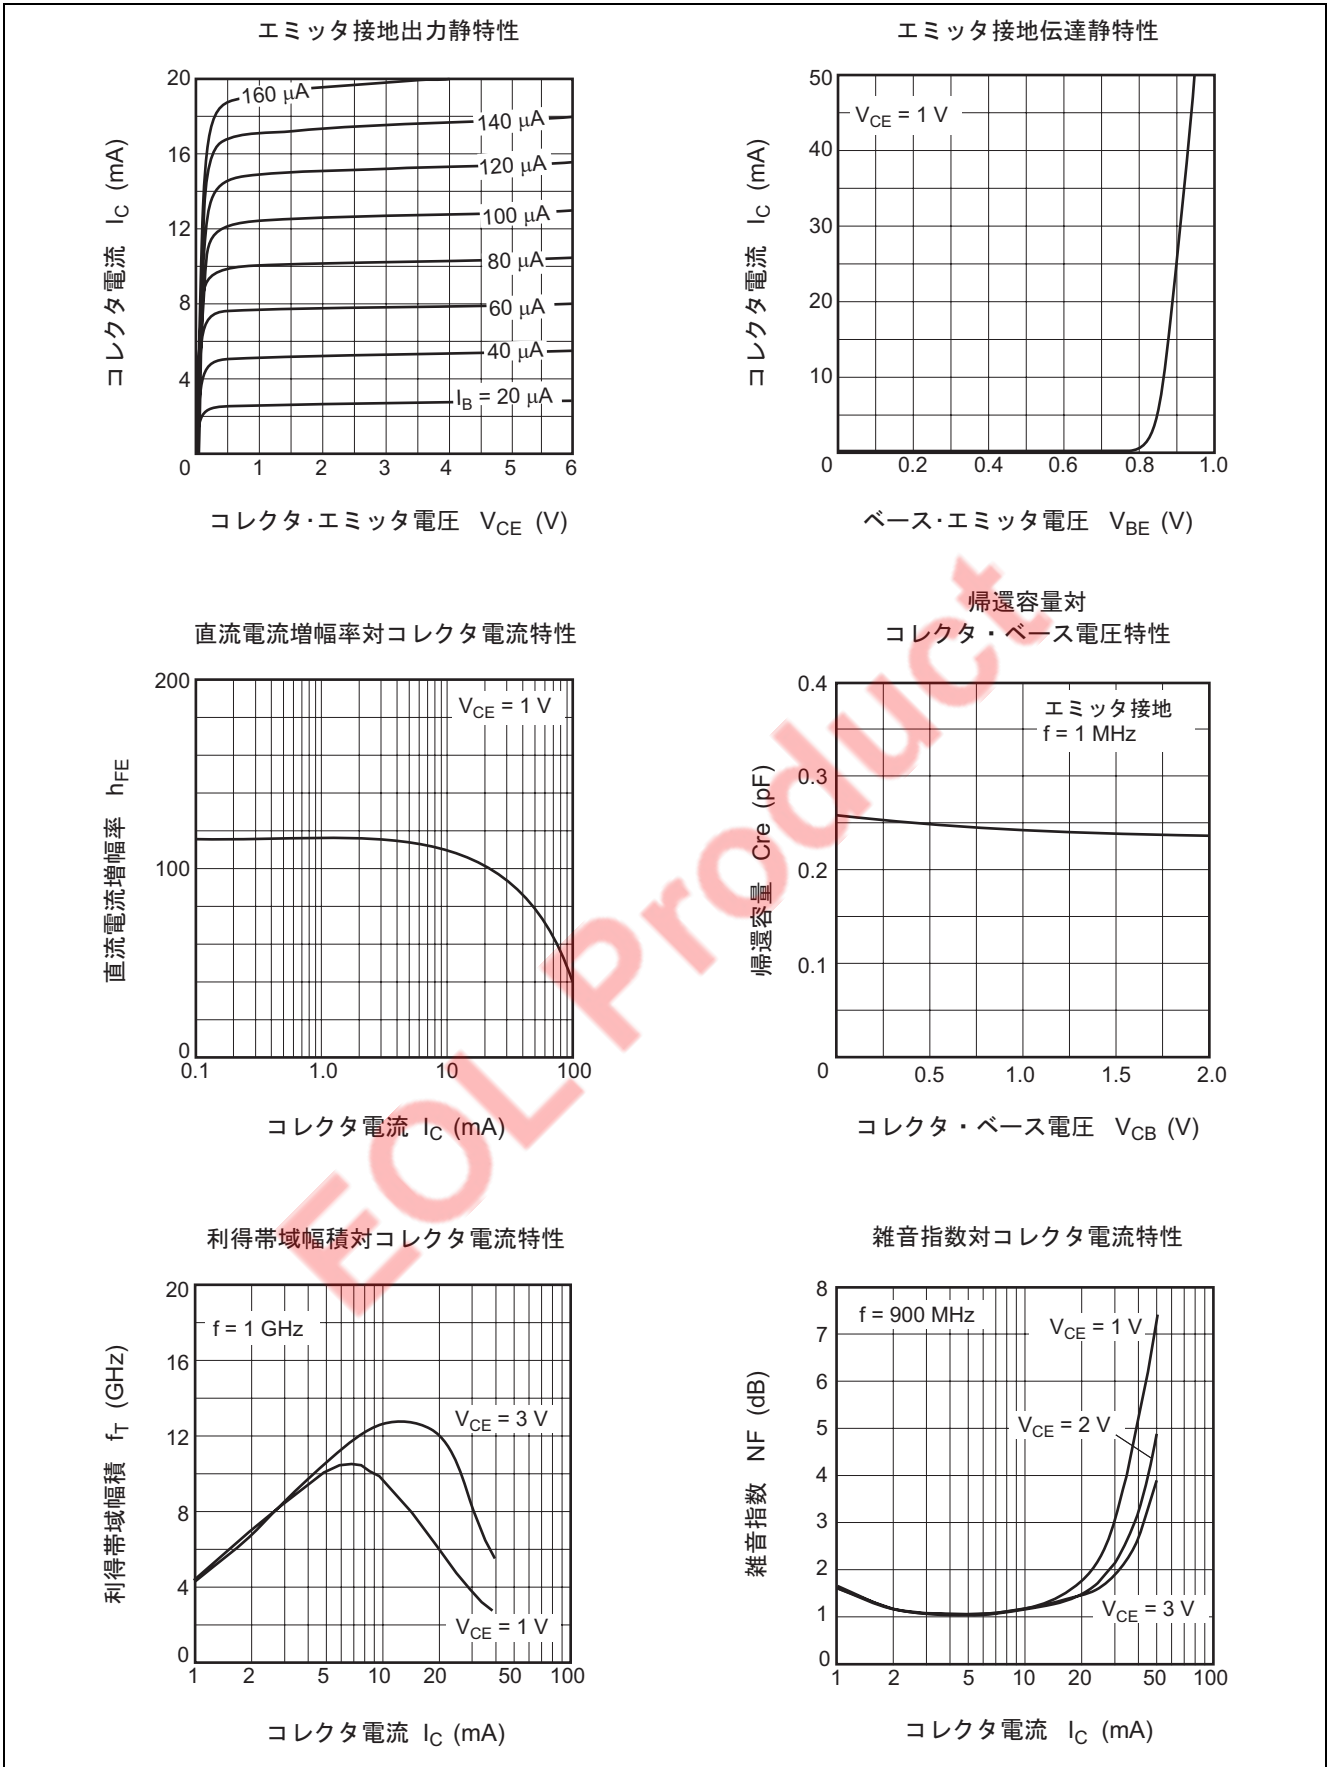 エミッタ接地出力静特性
コレクタ電流 IC (mA)
20
16
12
8
4
0
160 μA
140 μA
120 μA
100 μA
80 μA
60 μA
40 μA
IB = 20 μA
1 2 3 4 5 6
コレクタ・エミッタ電圧 VCE (V)
エミッタ接地伝達静特性
コレクタ電流 IC (mA)
50
40
30
20
10
0
VCE = 1 V
0.2 0.4 0.6 0.8 1.0
ベース・エミッタ電圧 VBE (V)
直流電流増幅率対コレクタ電流特性
直流電流増幅率 hFE
200
100
0
VCE = 1 V
0.1 1.0 10 100
コレクタ電流 IC (mA)
帰還容量対
コレクタ・ベース電圧特性
帰還容量 Cre (pF)
0.4
0.3
0.2
0.1
0
エミッタ接地
f = 1 MHz
0.5 1.0 1.5 2.0
コレクタ・ベース電圧 VCB (V)
利得帯域幅積対コレクタ電流特性
利得帯域幅積 fT (GHz)
20
16
12
8
4
0
f = 1 GHz
VCE = 3 V
VCE = 1 V
1 2 5 10 20 50 100
コレクタ電流 IC (mA)
雑音指数対コレクタ電流特性
雑音指数 NF (dB)
8
7
6
5
4
3
2
1
0
f = 900 MHz
VCE = 1 V
VCE = 2 V
VCE = 3 V
1 2 5 10 20 50 100
コレクタ電流 IC (mA)
EOL Product